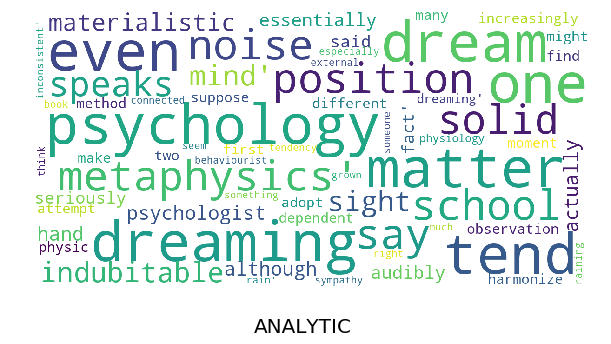 materialistic essentially many increasingly
inconsistent' even noise said especially dream might
external find
speaks mind' position one
book method connected suppose different dreaming' solid
psychology someone fact' physiology moment
think make two seem first tendency behaviourist
metaphysics' grown matter actually
seriously something adopt sight school
attempt psychologist dependent much observation
hand physic dreaming say right tend raining
indubitable although rain' sympathy audibly harmonize
ANALYTIC